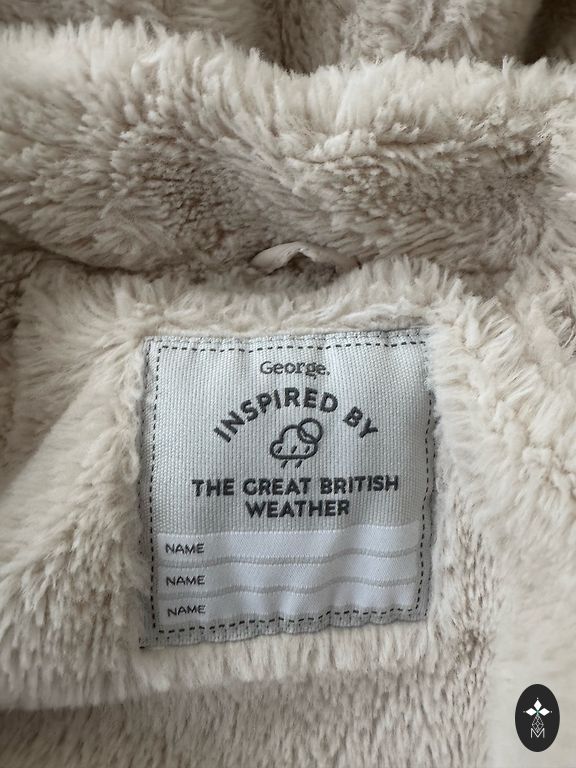 George.
INSPIRED BY
THE GREAT BRITISH
WEATHER
NAME
NAME
NAME
M